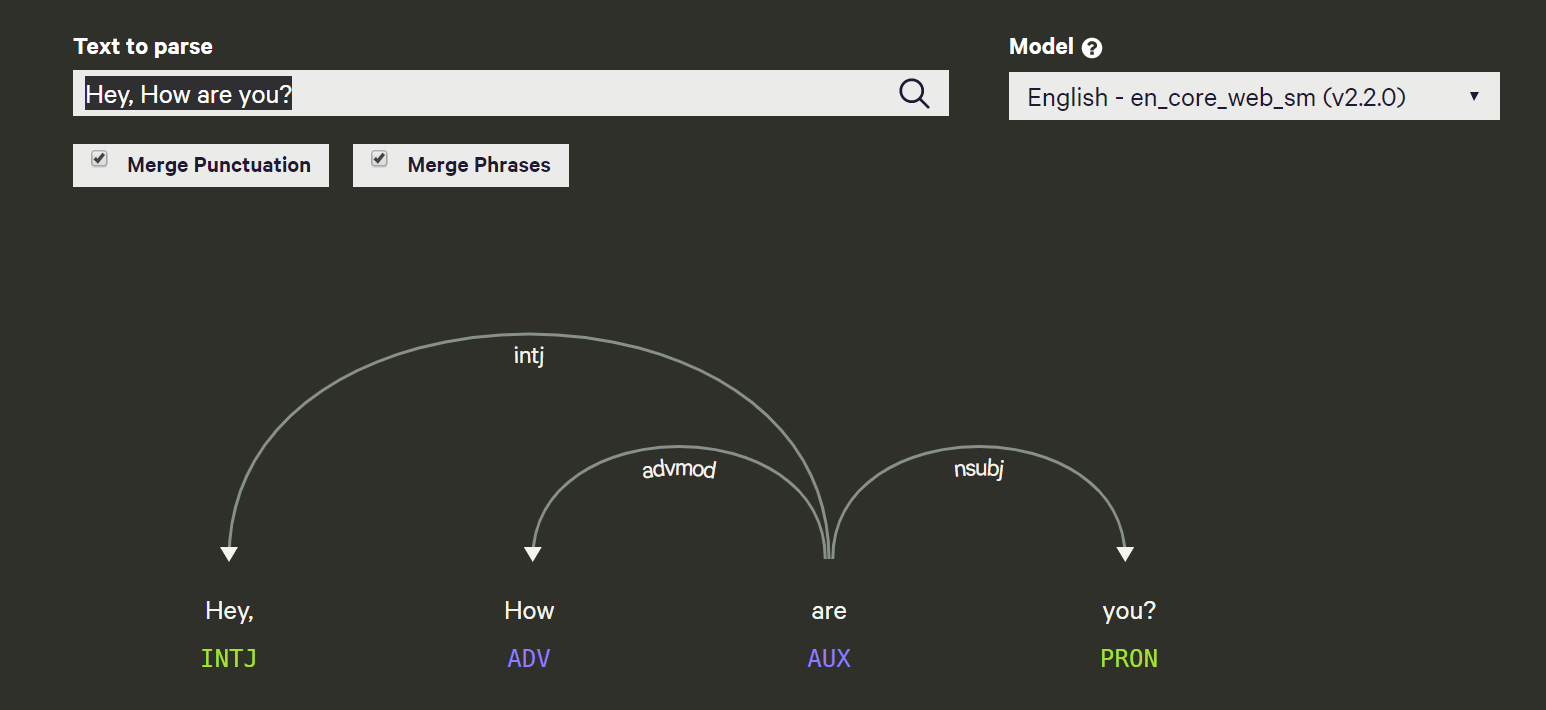 Text to parse
Model ?
Hey, How are you?
English - en_core_web_sm (v2.2.0)
Merge Punctuation
Merge Phrases
intj
advmod
nsubj
Hey, How are you?
INTJ ADV AUX PRON